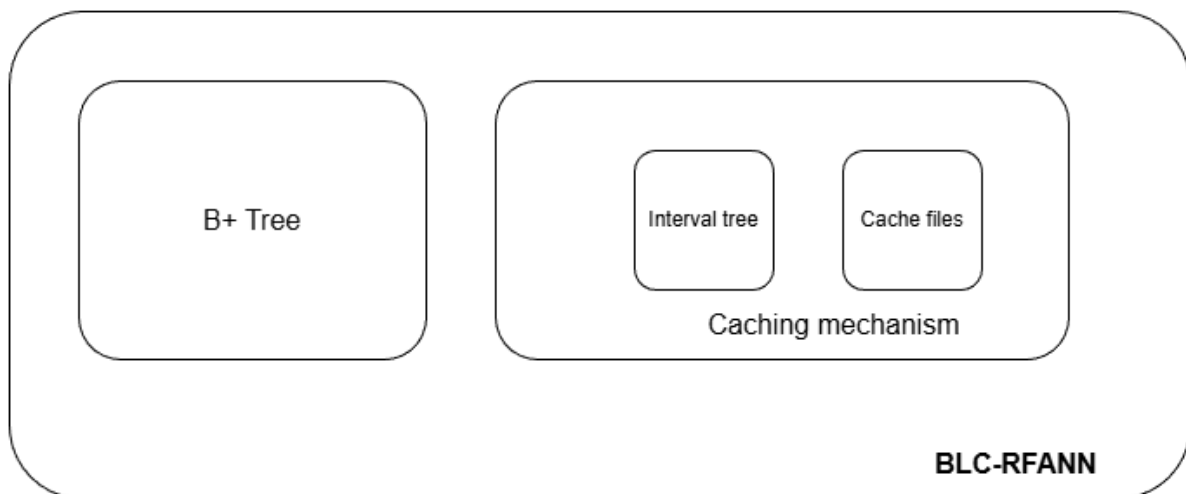 B+ Tree
Interval tree
Cache files
Caching mechanism
BLC-RFANN